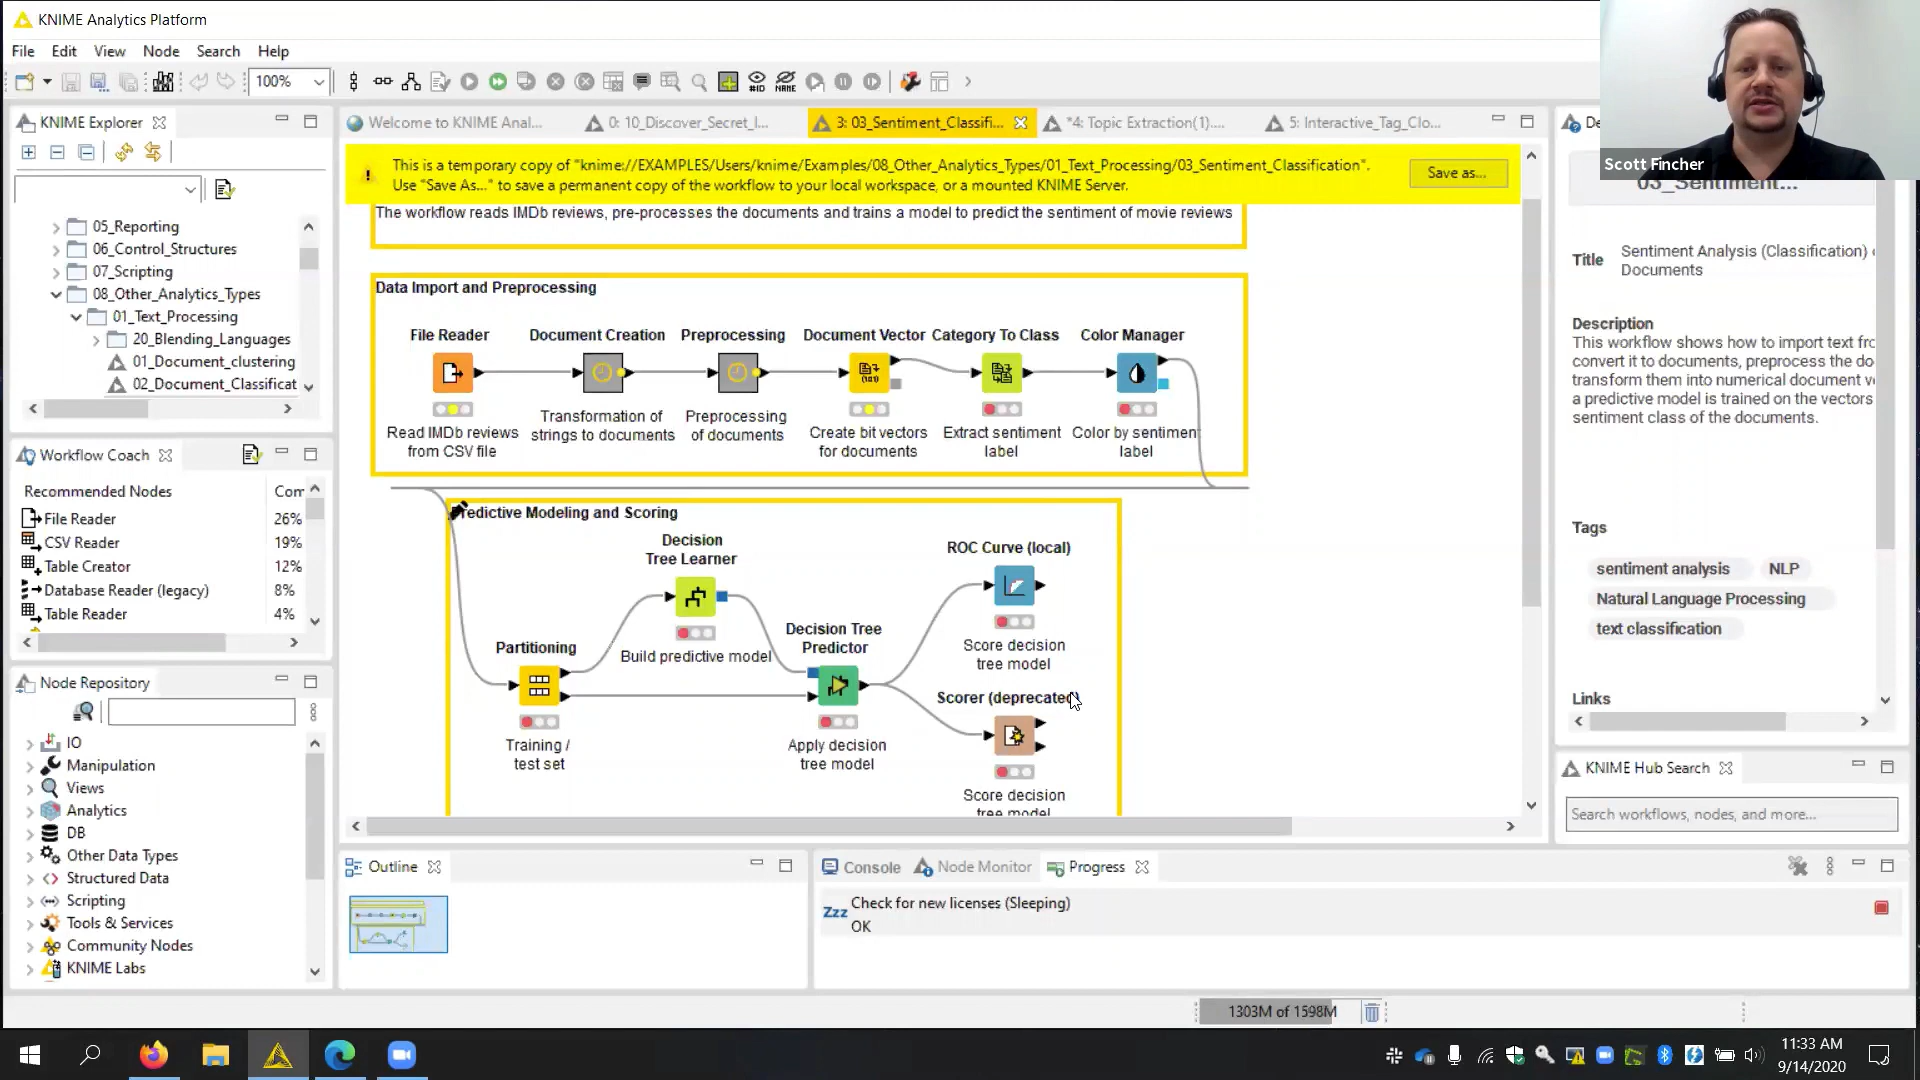 KNIME Analytics Platform
File Edit View Node Search Help
100%
#ID
NAME
KNIME Explorer
Welcome to KNIME Anal...
0: 10_Discover_Secret_I...
3: 03_Sentiment_Classifi...
*4: Topic Extraction(1)....
5: Interactive_Tag_Clo...
Scott Fincher
This is a temporary copy of "knime://EXAMPLES/Users/knime/Examples/08_Other_Analytics_Types/01_Text_Processing/03_Sentiment_Classification".
Use "Save As..." to save a permanent copy of the workflow to your local workspace, or a mounted KNIME Server.
Save as...
05_Reporting
06_Control_Structures
07_Scripting
08_Other_Analytics_Types
01_Text_Processing
20_Blending_Languages
01_Document_clustering
02_Document_Classificat
The workflow reads IMDb reviews, pre-processes the documents and trains a model to predict the sentiment of movie reviews
Data Import and Preprocessing
File Reader
Read IMDb reviews
from CSV file
Document Creation
Transformation of
strings to documents
Preprocessing
Preprocessing
of documents
Document Vector
Create bit vectors
for documents
Category To Class
Extract sentiment
label
Color Manager
Color by sentiment
label
redictive Modeling and Scoring
Partitioning
Training /
test set
Decision
Tree Learner
Build predictive model
Decision Tree
Predictor
Apply decision
tree model
ROC Curve (local)
Score decision
tree model
Scorer (deprecated)
Score decision
tree model
Workflow Coach
Recommended Nodes Com
File Reader 26%
CSV Reader 19%
Table Creator 12%
Database Reader (legacy) 8%
Table Reader 4%
Node Repository
IO
Manipulation
Views
Analytics
DB
Other Data Types
Structured Data
Scripting
Tools & Services
Community Nodes
KNIME Labs
De
03_Sentiment...
Title Sentiment Analysis (Classification)
Documents
Description
This workflow shows how to import text fro
convert it to documents, preprocess the do
transform them into numerical document ve
a predictive model is trained on the vectors
sentiment class of the documents.
Tags
sentiment analysis NLP
Natural Language Processing
text classification
Links
KNIME Hub Search
Search workflows, nodes, and more...
Outline
Console
Node Monitor
Progress
Zzz
Check for new licenses (Sleeping)
OK
1303M of 1598M
11:33 AM
9/14/2020